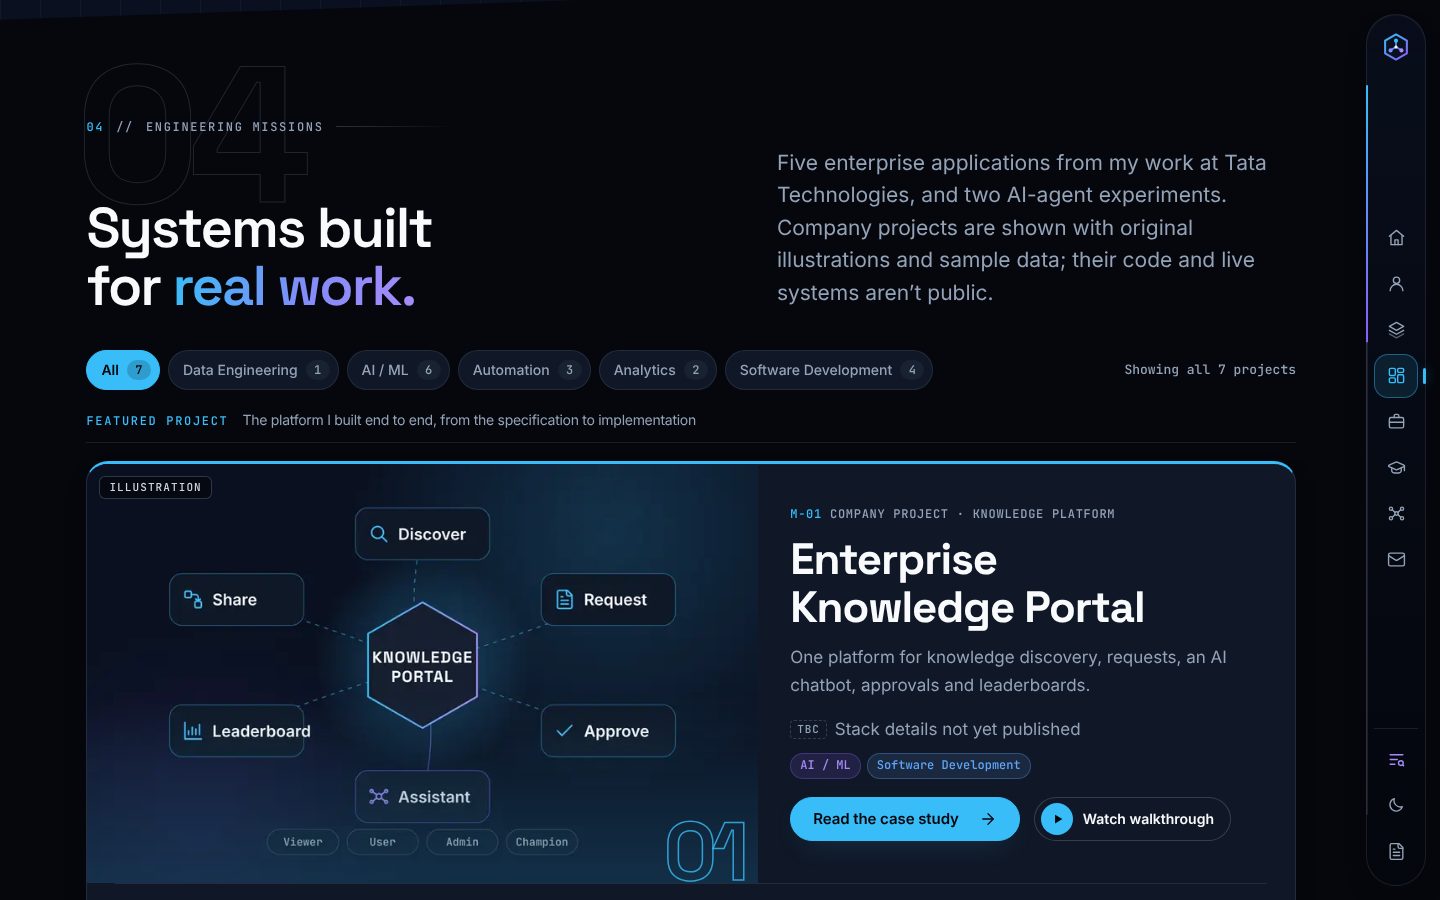 04
04 // ENGINEERING MISSIONS
Systems built
for real work.
Five enterprise applications from my work at Tata
Technologies, and two AI-agent experiments.
Company projects are shown with original
illustrations and sample data; their code and live
systems aren’t public.
All 7
Data Engineering 1
AI / ML 6
Automation 3
Analytics 2
Software Development 4
Showing all 7 projects
FEATURED PROJECT The platform I built end to end, from the specification to implementation
ILLUSTRATION
Discover
Share
Request
KNOWLEDGE
PORTAL
Leaderboard
Approve
Assistant
Viewer
User
Admin
Champion
01
M-01 COMPANY PROJECT · KNOWLEDGE PLATFORM
Enterprise
Knowledge Portal
One platform for knowledge discovery, requests, an AI
chatbot, approvals and leaderboards.
TBC Stack details not yet published
AI / ML
Software Development
Read the case study
Watch walkthrough